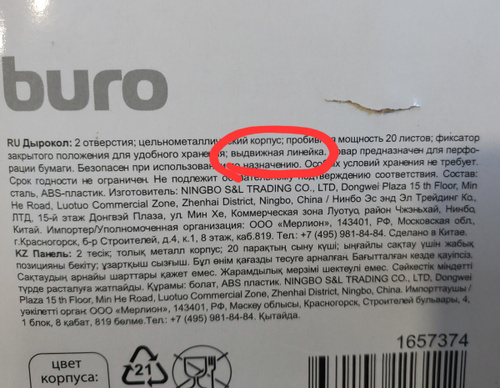 buro
RU Дырокол: 2 отверстия; цельнометаллический корпус; пробивная мощность 20 листов; фиксатор
закрытого положения для удобного хранения; выдвижная линейка. Товар предназначен для перфо-
рации бумаги. Безопасен при использовании по назначению. Особых условий хранения не требует.
Срок годности не ограничен. Не подлежит обязательному подтверждению соответствия. Состав:
сталь, ABS-пластик. Изготовитель: NINGBO S&L TRADING CO., LTD, Dongwei Plaza 15 th Floor, Min
He Road, Luotuo Commercial Zone, Zhenhai District, Ningbo, China / Нинбо Эс энд Эл Трейдинг Ко.,
ЛТД, 15-й этаж Донгвэй Плаза, ул. Мин Хе, Коммерческая зона Луотуо, район Чжэньхай, Нинбо,
Китай. Импортер/Уполномоченная организация: ООО «Мерлион», 143401, РФ, Московская обл.,
г.Красногорск, б-р Строителей, д.4, к.1, 8 этаж, каб.819. Тел.: +7 (495) 981-84-84. Сделано в Китае.
KZ Панель: 2 тесік; толық металл корпус; 20 парақтың сыну күші; ыңғайлы сақтау үшін жабық
позицияны бекіту; ұзартқыш сызғыш. Бұл өнім қағазды тесуге арналған. Бағытталған кезде қауіпсіз.
Сақтаудың арнайы шарттары қажет емес. Жарамдылық мерзімі шектеулі емес. Сәйкестік міндетті
түрде расталуға жатпайды. Құрамы: болат, ABS пластик. NINGBO S&L TRADING CO., LTD, Dongwei
Plaza 15 th Floor, Min He Road, Luotuo Commercial Zone, Zhenhai District, Ningbo, China. Импорттаушы /
уәкілетті орган ООО «Мерлион», 143401, РФ, Мәскеу облысы, Красногорск, Строителей бульвары, 4,
1 блок, 8 қабат, 819 бөлме.Тел.: +7 (495) 981-84-84. Қытайда.
1657374
цвет
корпуса:
21